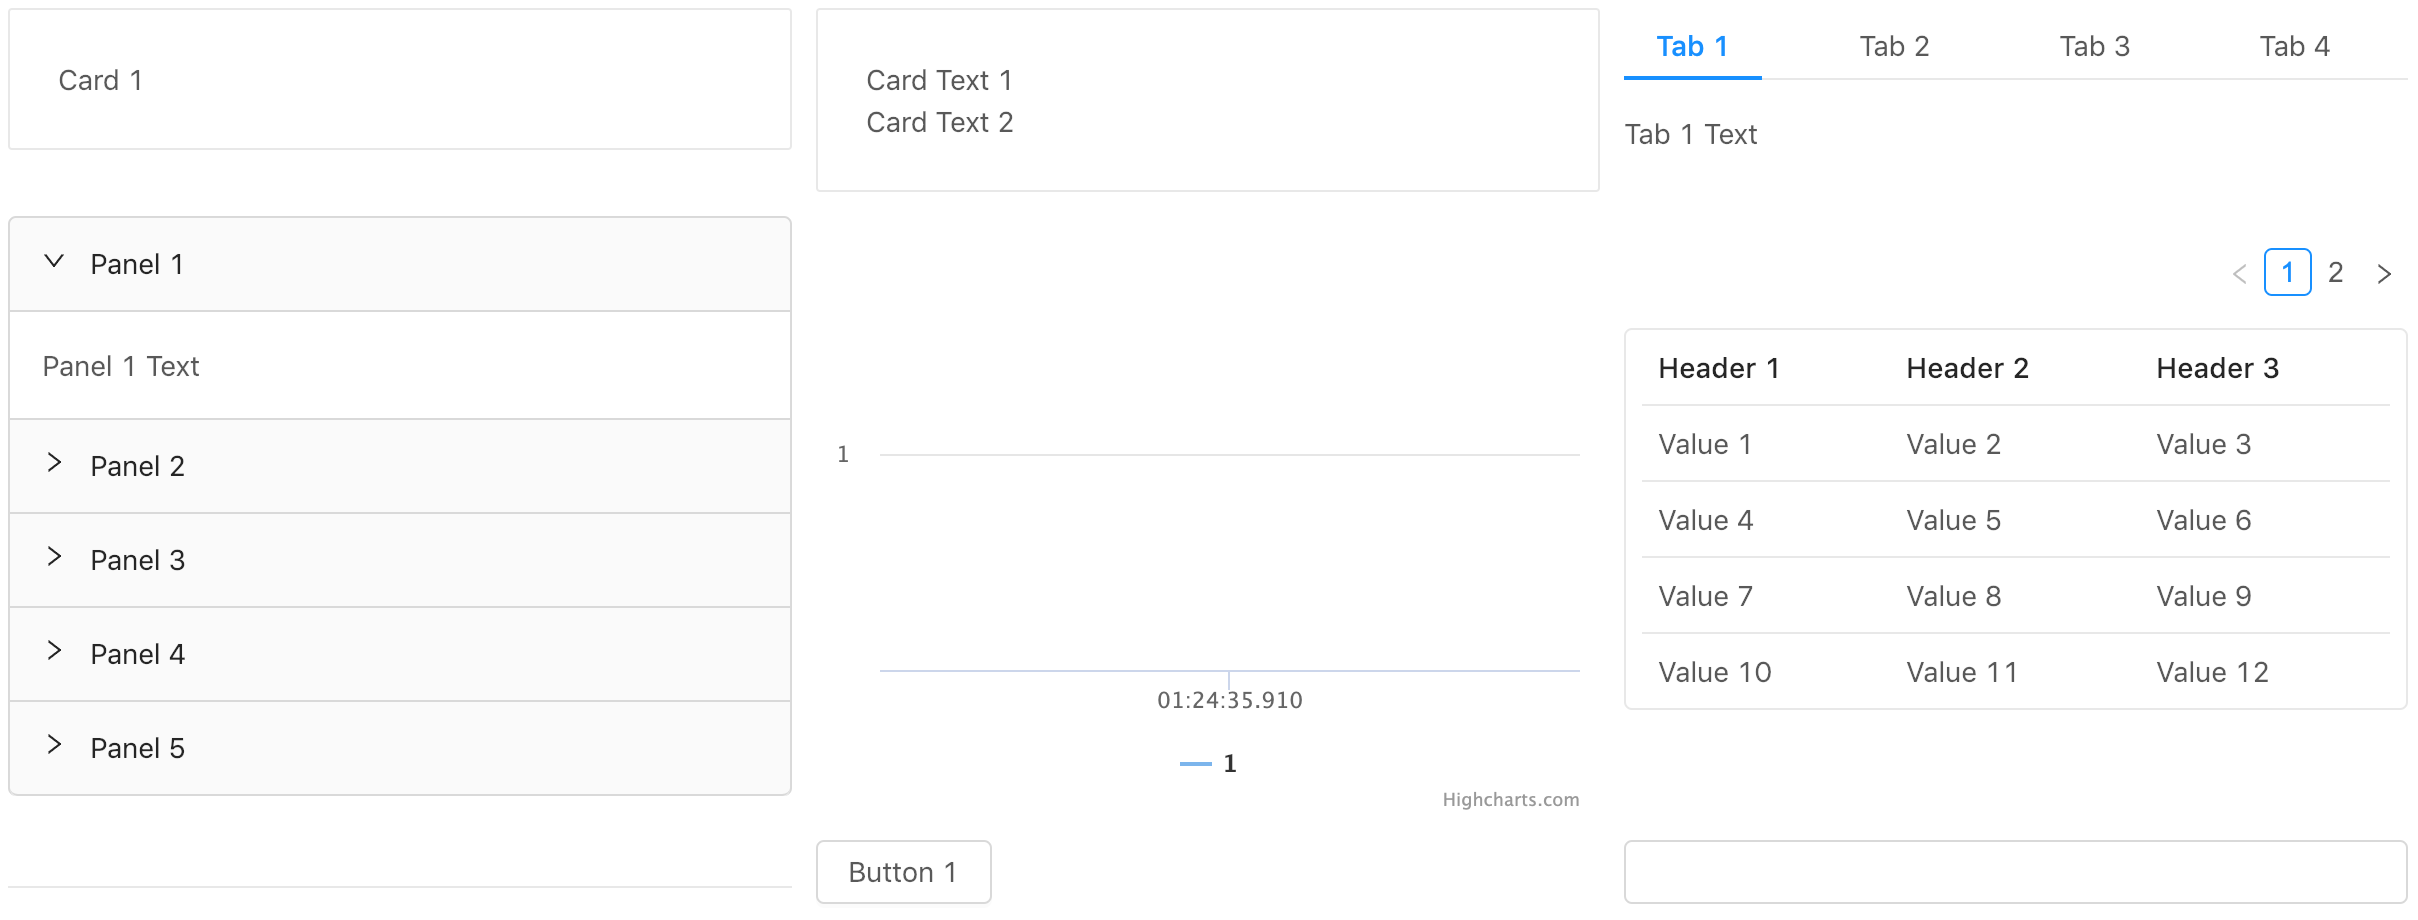 Card 1
Card Text 1
Card Text 2
Tab 1 Tab 2 Tab 3 Tab 4
Tab 1 Text
Panel 1
Panel 1 Text
Panel 2
Panel 3
Panel 4
Panel 5
1
01:24:35.910
1
Highcharts.com
1 2
Header 1 Header 2 Header 3
Value 1 Value 2 Value 3
Value 4 Value 5 Value 6
Value 7 Value 8 Value 9
Value 10 Value 11 Value 12
Button 1